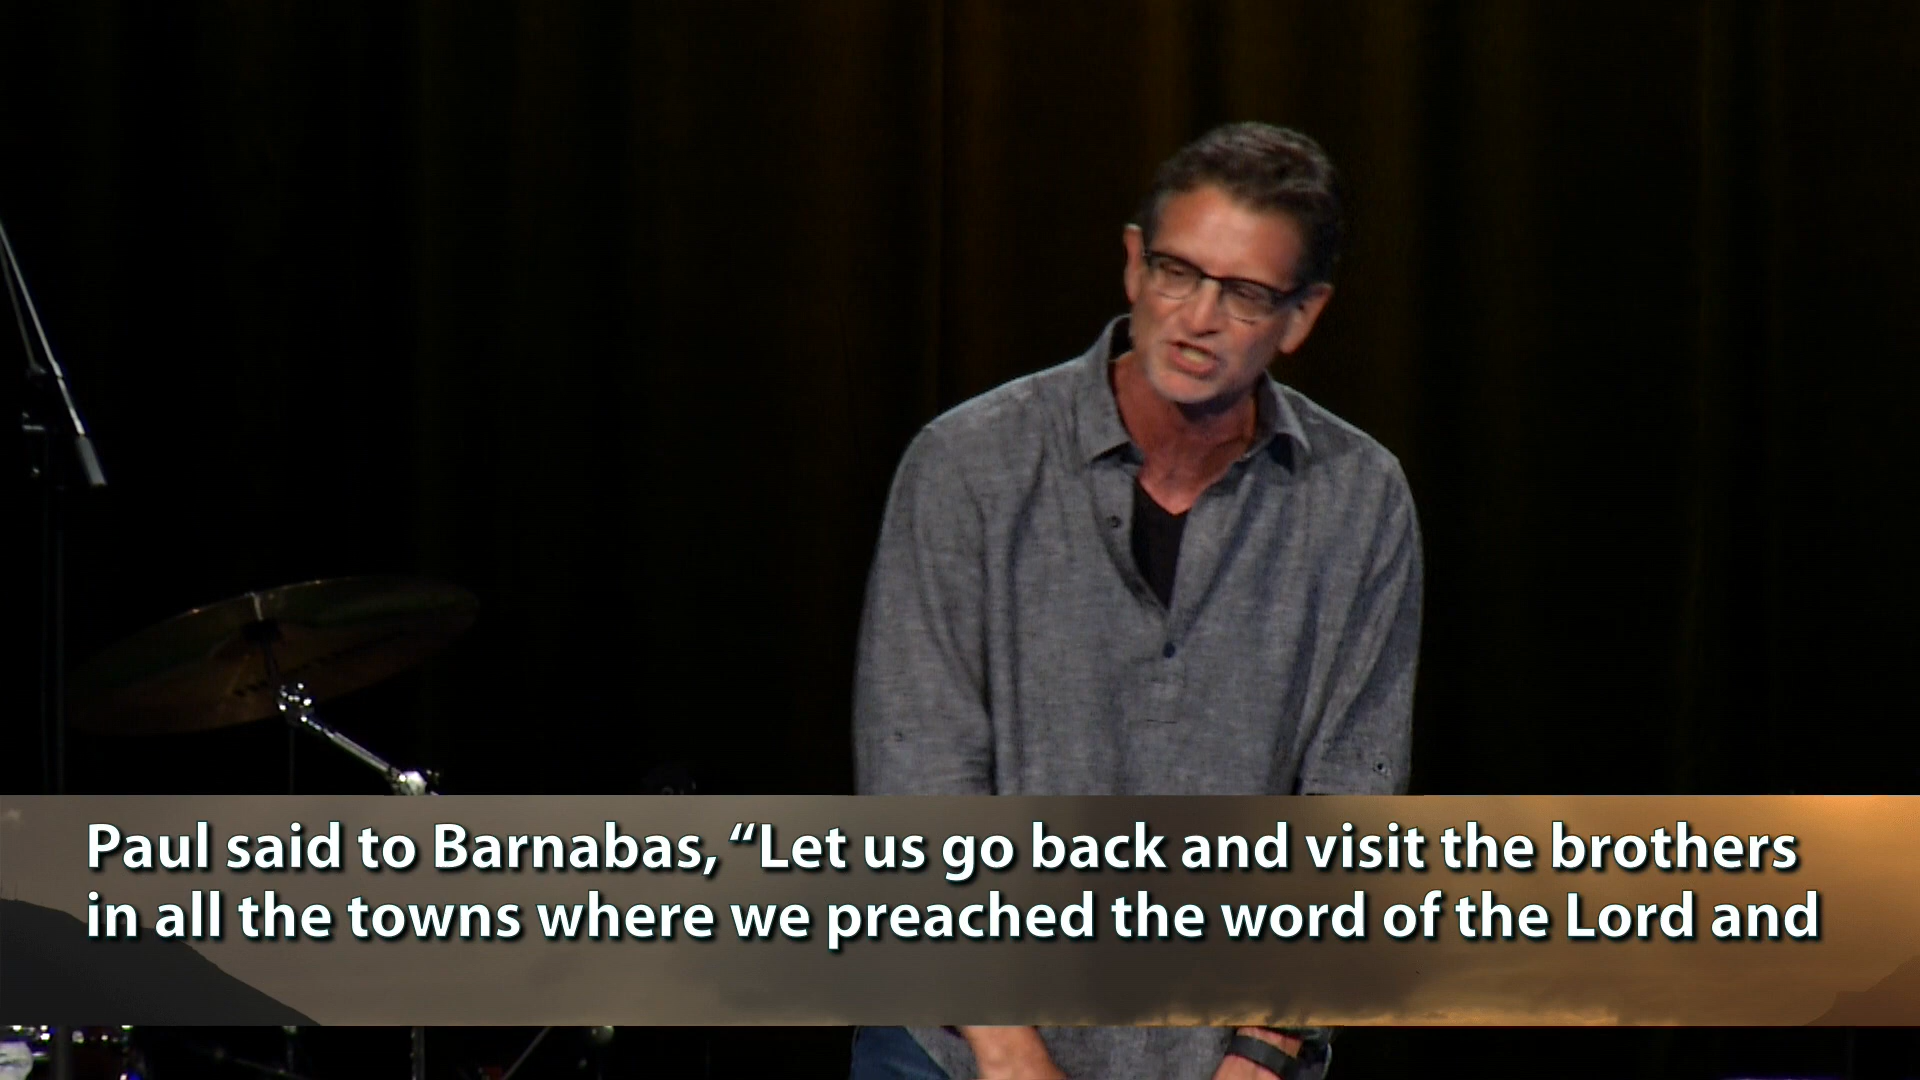 Paul said to Barnabas, “Let us go back and visit the brothers
in all the towns where we preached the word of the Lord and